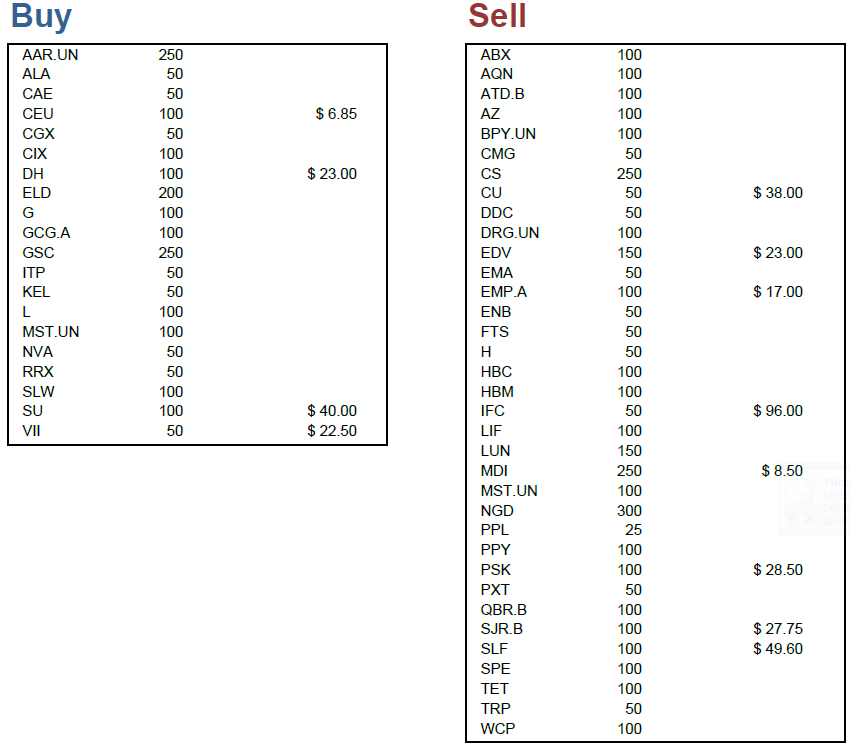 Buy
AAR.UN 250
ALA 50
CAE 50
CEU 100 $ 6.85
CGX 50
CIX 100
DH 100 $ 23.00
ELD 200
G 100
GCG.A 100
GSC 250
ITP 50
KEL 50
L 100
MST.UN 100
NVA 50
RRX 50
SLW 100
SU 100 $ 40.00
VII 50 $ 22.50
Sell
ABX 100
AQN 100
ATD.B 100
AZ 100
BPY.UN 100
CMG 50
CS 250
CU 50 $ 38.00
DDC 50
DRG.UN 100
EDV 150 $ 23.00
EMA 50
EMP.A 100 $ 17.00
ENB 50
FTS 50
H 50
HBC 100
HBM 100
IFC 50 $ 96.00
LIF 100
LUN 150
MDI 250 $ 8.50
MST.UN 100
NGD 300
PPL 25
PPY 100
PSK 100 $ 28.50
PXT 50
QBR.B 100
SJR.B 100 $ 27.75
SLF 100 $ 49.60
SPE 100
TET 100
TRP 50
WCP 100